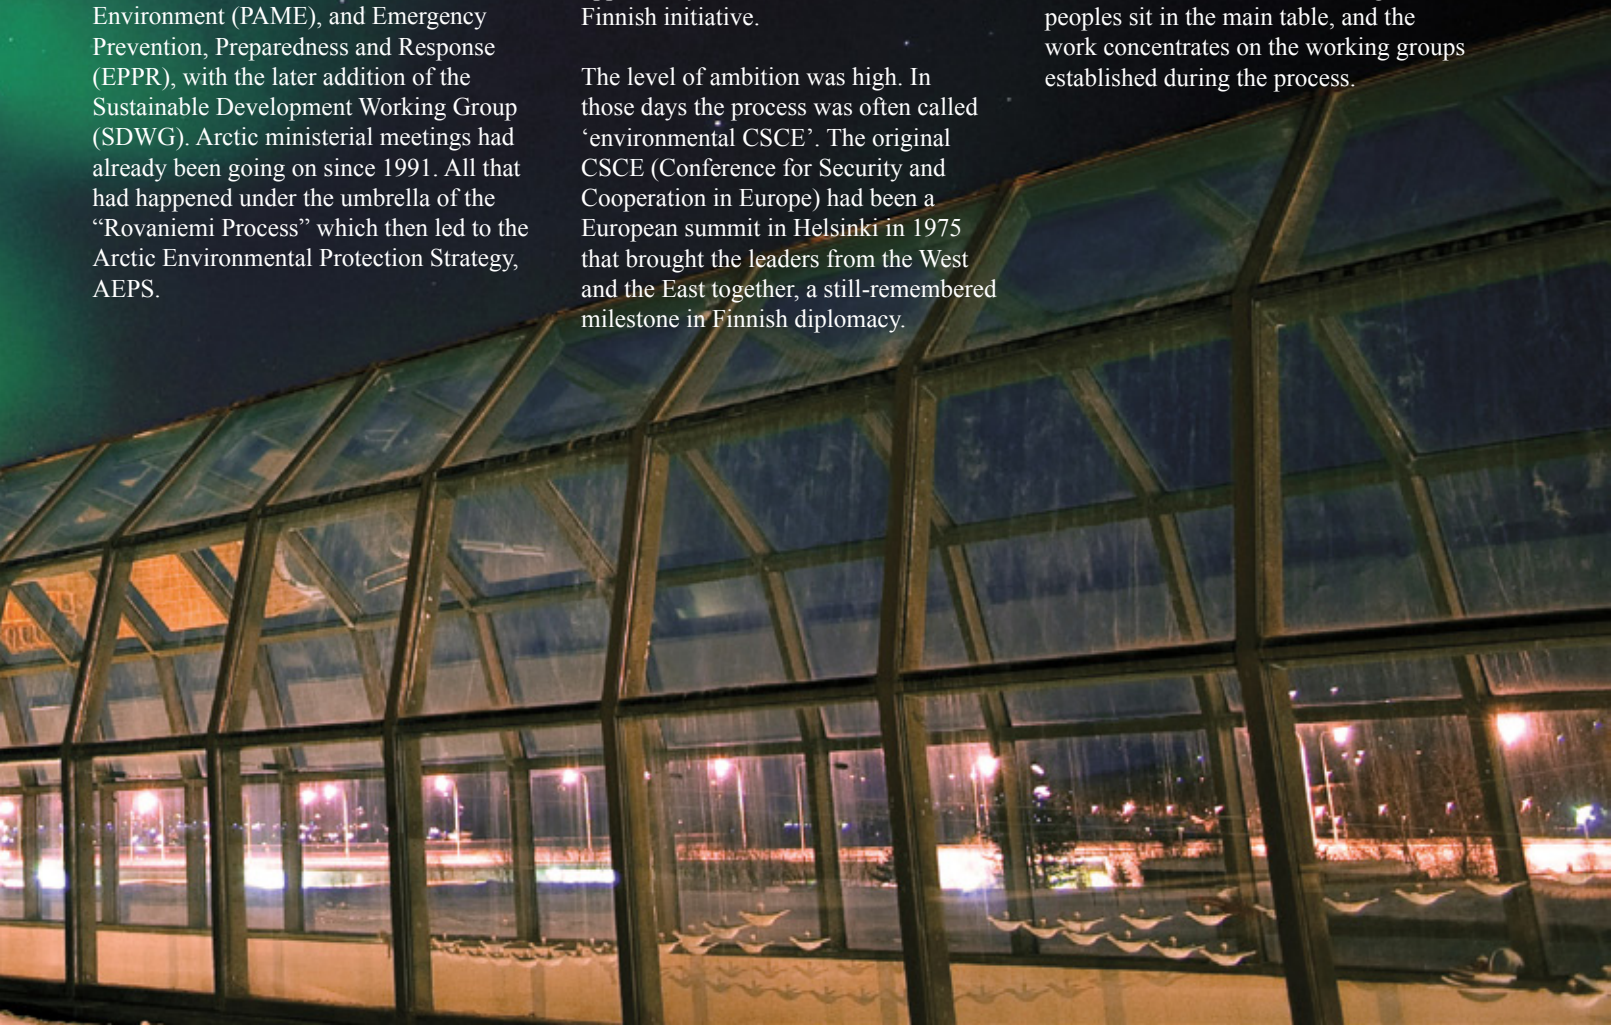 Environment (PAME), and Emergency
Prevention, Preparedness and Response
(EPPR), with the later addition of the
Sustainable Development Working Group
(SDWG). Arctic ministerial meetings had
already been going on since 1991. All that
had happened under the umbrella of the
“Rovaniemi Process” which then led to the
Arctic Environmental Protection Strategy,
AEPS.
Finnish initiative.
The level of ambition was high. In
those days the process was often called
‘environmental CSCE’. The original
CSCE (Conference for Security and
Cooperation in Europe) had been a
European summit in Helsinki in 1975
that brought the leaders from the West
and the East together, a still-remembered
milestone in Finnish diplomacy.
peoples sit in the main table, and the
work concentrates on the working groups
established during the process.